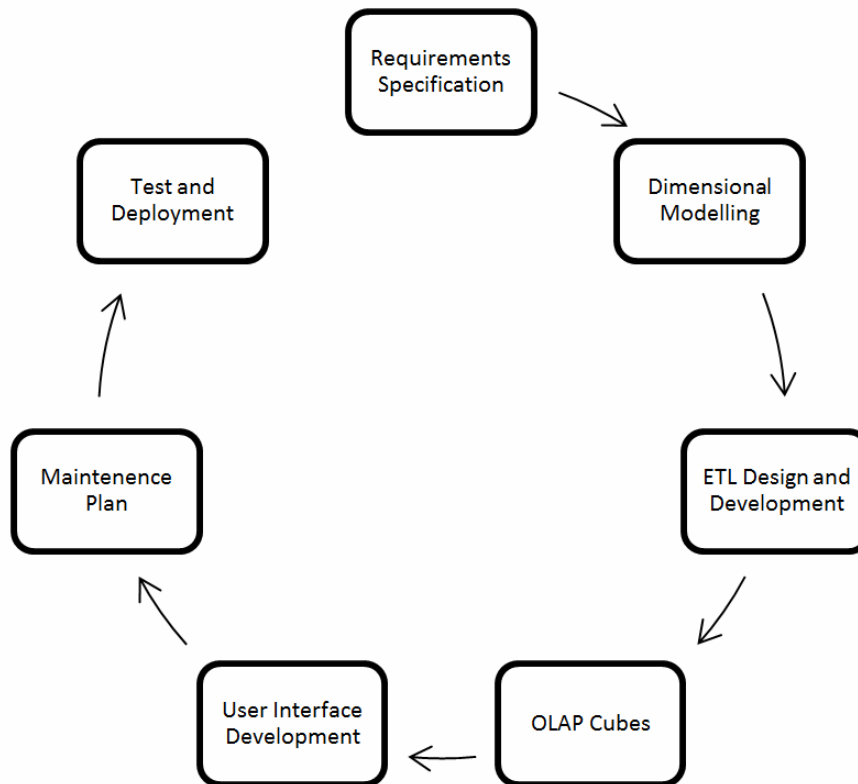 Requirements
Specification
Dimensional
Modelling
ETL Design and
Development
OLAP Cubes
User Interface
Development
Maintenence
Plan
Test and
Deployment